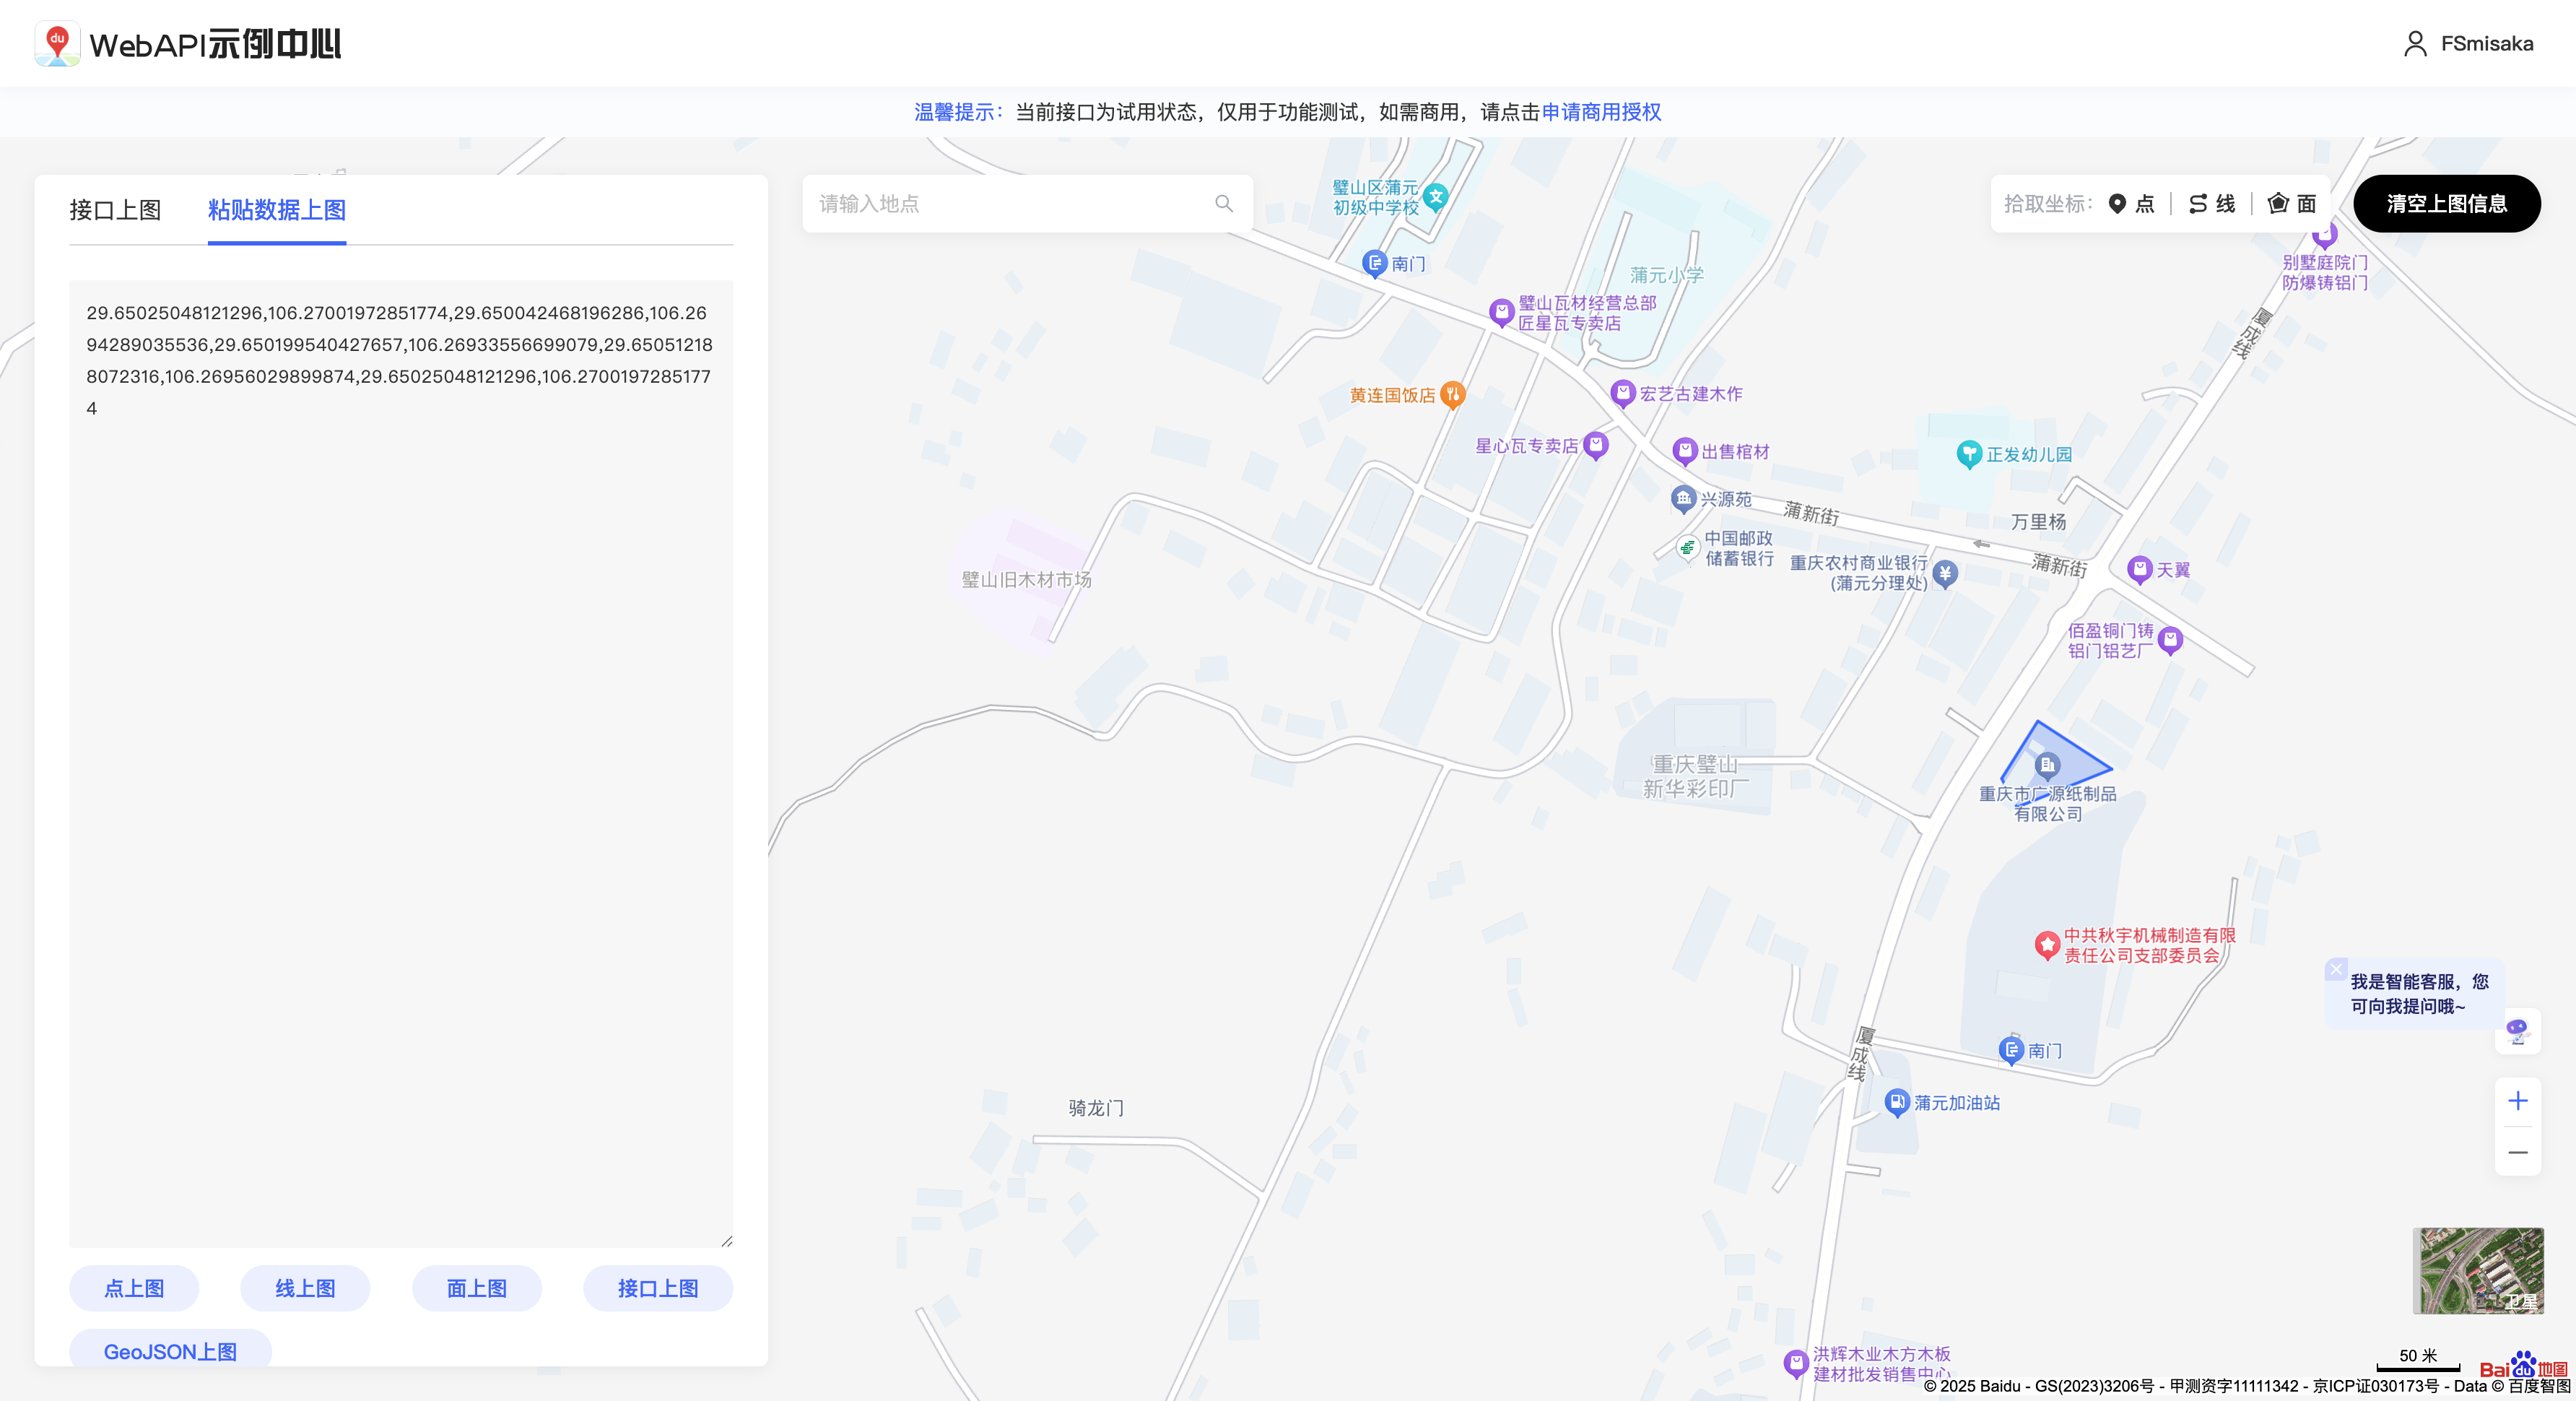 du WebAPI示例中心
FSmisaka
温馨提示：当前接口为试用状态，仅用于功能测试，如需商用，请点击申请商用授权
接口上图
粘贴数据上图
29.65025048121296,106.27001972851774,29.650042468196286,106.26
94289035536,29.650199540427657,106.26933556699079,29.65051218
8072316,106.26956029899874,29.65025048121296,106.2700197285177
4
点上图
线上图
面上图
接口上图
GeoJSON上图
请输入地点
拾取坐标：
点
线
面
清空上图信息
璧山区蒲元
初级中学校
南门
蒲元小学
璧山瓦材经营总部
匠星瓦专卖店
别墅庭院门
防爆铸铝门
厦成线
黄连国饭店
宏艺古建木作
星心瓦专卖店
出售棺材
正发幼儿园
兴源苑
蒲新街
万里杨
中国邮政
储蓄银行
重庆农村商业银行
(蒲元分理处)
蒲新街
天翼
璧山旧木材市场
佰盈铜门铸
铝门铝艺厂
重庆璧山
新华彩印厂
重庆市广源纸制品
有限公司
中共秋宇机械制造有限
责任公司支部委员会
我是智能客服，您
可向我提问哦~
厦成线
南门
蒲元加油站
骑龙门
卫星
洪辉木业木方木板
建材批发销售中心
50 米
Bai du 地图
© 2025 Baidu - GS(2023)3206号 - 甲测资字11111342 - 京ICP证030173号 - Data © 百度智图